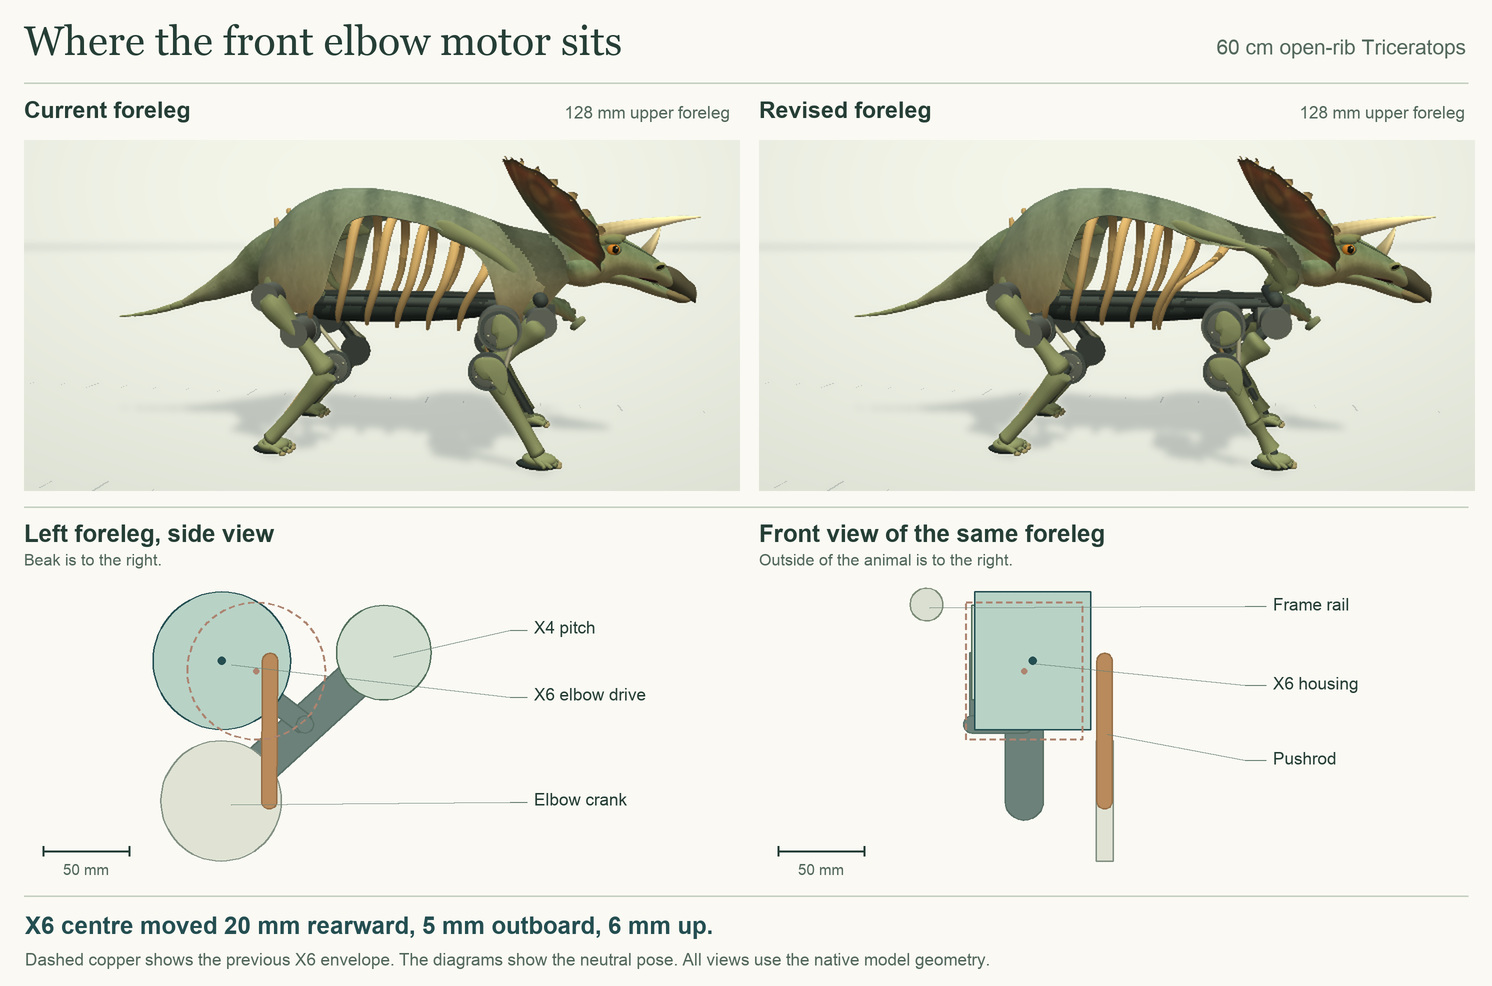 Where the front elbow motor sits
60 cm open-rib Triceratops
Current foreleg
128 mm upper foreleg
Revised foreleg
128 mm upper foreleg
Left foreleg, side view
Beak is to the right.
X4 pitch
X6 elbow drive
Elbow crank
50 mm
Front view of the same foreleg
Outside of the animal is to the right.
Frame rail
X6 housing
Pushrod
50 mm
X6 centre moved 20 mm rearward, 5 mm outboard, 6 mm up.
Dashed copper shows the previous X6 envelope. The diagrams show the neutral pose. All views use the native model geometry.